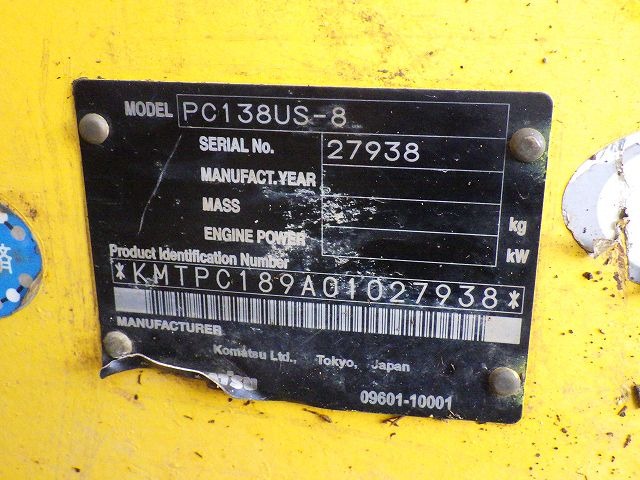 MODEL PC138US-8
SERIAL No. 27938
MANUFACT.YEAR
MASS kg
ENGINE POWER kW
Product Identification Number
*KMTPC189A01027938*
MANUFACTURER
Komatsu Ltd., Tokyo, Japan
09601-10001
済